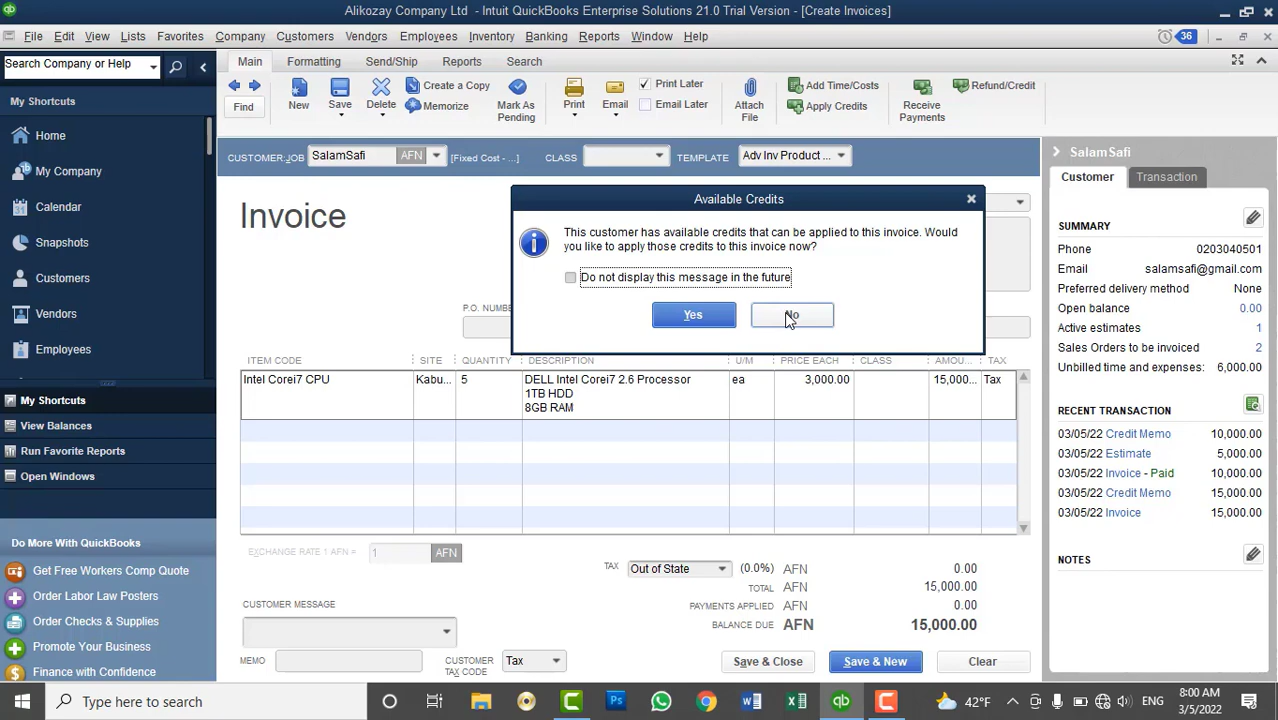 Alikozay Company Ltd - Intuit QuickBooks Enterprise Solutions 21.0 Trial Version - [Create Invoices]
File Edit View Lists Favorites Company Customers Vendors Employees Inventory Banking Reports Window Help
36
Search Company or Help
My Shortcuts
Home
My Company
Calendar
Snapshots
Customers
Vendors
Employees
My Shortcuts
View Balances
Run Favorite Reports
Open Windows
Do More With QuickBooks
Get Free Workers Comp Quote
Order Labor Law Posters
Order Checks & Supplies
Promote Your Business
Finance with Confidence
Main Formatting Send/Ship Reports Search
Find
New
Save
Delete
Create a Copy
Memorize
Mark As Pending
Print
Email
Print Later
Email Later
Attach File
Add Time/Costs
Apply Credits
Receive Payments
Refund/Credit
CUSTOMER:JOB SalamSafi AFN [Fixed Cost - ...] CLASS TEMPLATE Adv Inv Product ...
Invoice
Available Credits
This customer has available credits that can be applied to this invoice. Would
you like to apply those credits to this invoice now?
Do not display this message in the future
Yes No
P.O. NUMBE
ITEM CODE SITE QUANTITY DESCRIPTION U/M PRICE EACH CLASS AMOU... TAX
Intel Corei7 CPU Kabu... 5 DELL Intel Corei7 2.6 Processor ea 3,000.00 15,000... Tax
1TB HDD
8GB RAM
EXCHANGE RATE 1 AFN = 1 AFN
TAX Out of State (0.0%) AFN 0.00
TOTAL AFN 15,000.00
PAYMENTS APPLIED AFN 0.00
BALANCE DUE AFN 15,000.00
CUSTOMER MESSAGE
MEMO
CUSTOMER TAX CODE Tax
Save & Close Save & New Clear
SalamSafi
Customer Transaction
SUMMARY
Phone 0203040501
Email salamsafi@gmail.com
Preferred delivery method None
Open balance 0.00
Active estimates 1
Sales Orders to be invoiced 2
Unbilled time and expenses: 6,000.00
RECENT TRANSACTION
03/05/22 Credit Memo 10,000.00
03/05/22 Estimate 5,000.00
03/05/22 Invoice - Paid 10,000.00
03/05/22 Credit Memo 15,000.00
03/05/22 Invoice 15,000.00
NOTES
Type here to search
42°F
ENG
8:00 AM
3/5/2022